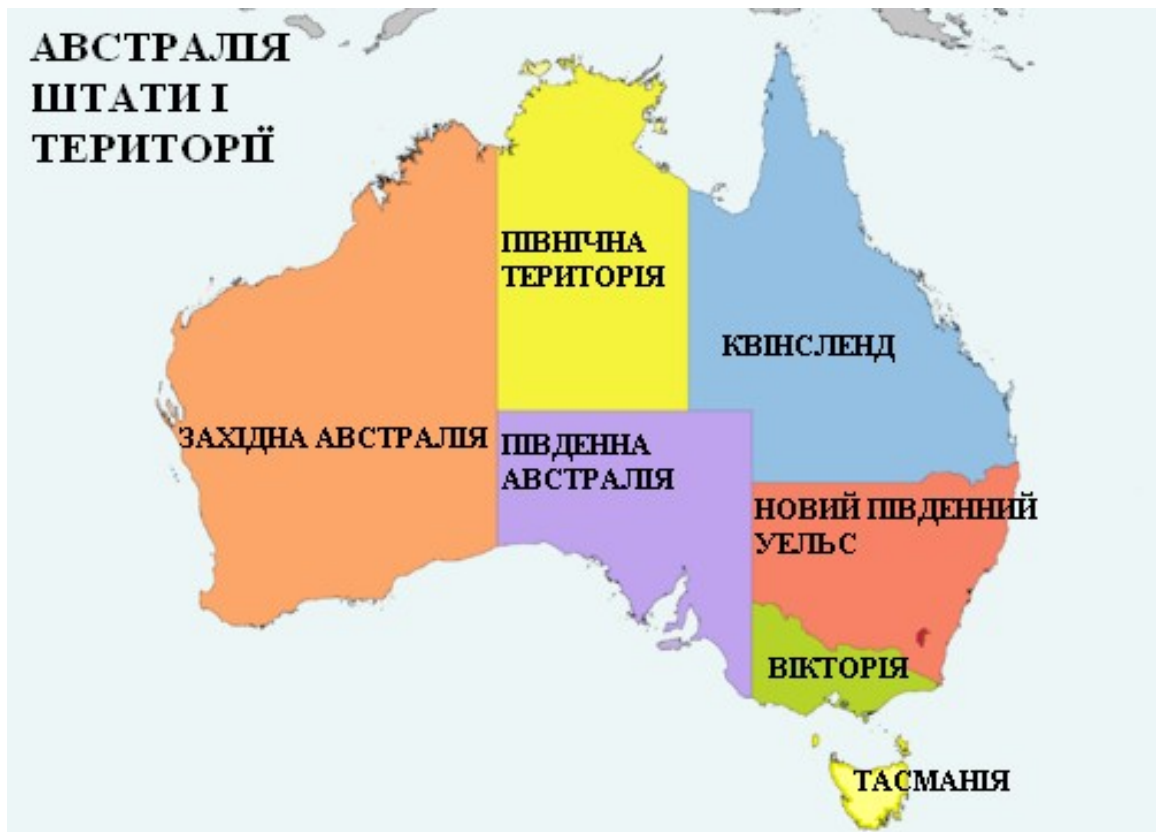 АВСТРАЛІЯ
ШТАТИ І
ТЕРИТОРІЇ
ПІВНІЧНА
ТЕРИТОРІЯ
КВІНСЛЕНД
ЗАХІДНА АВСТРАЛІЯ
ПІВДЕННА
АВСТРАЛІЯ
НОВИЙ ПІВДЕННИЙ
УЕЛЬС
ВІКТОРІЯ
ТАСМАНІЯ